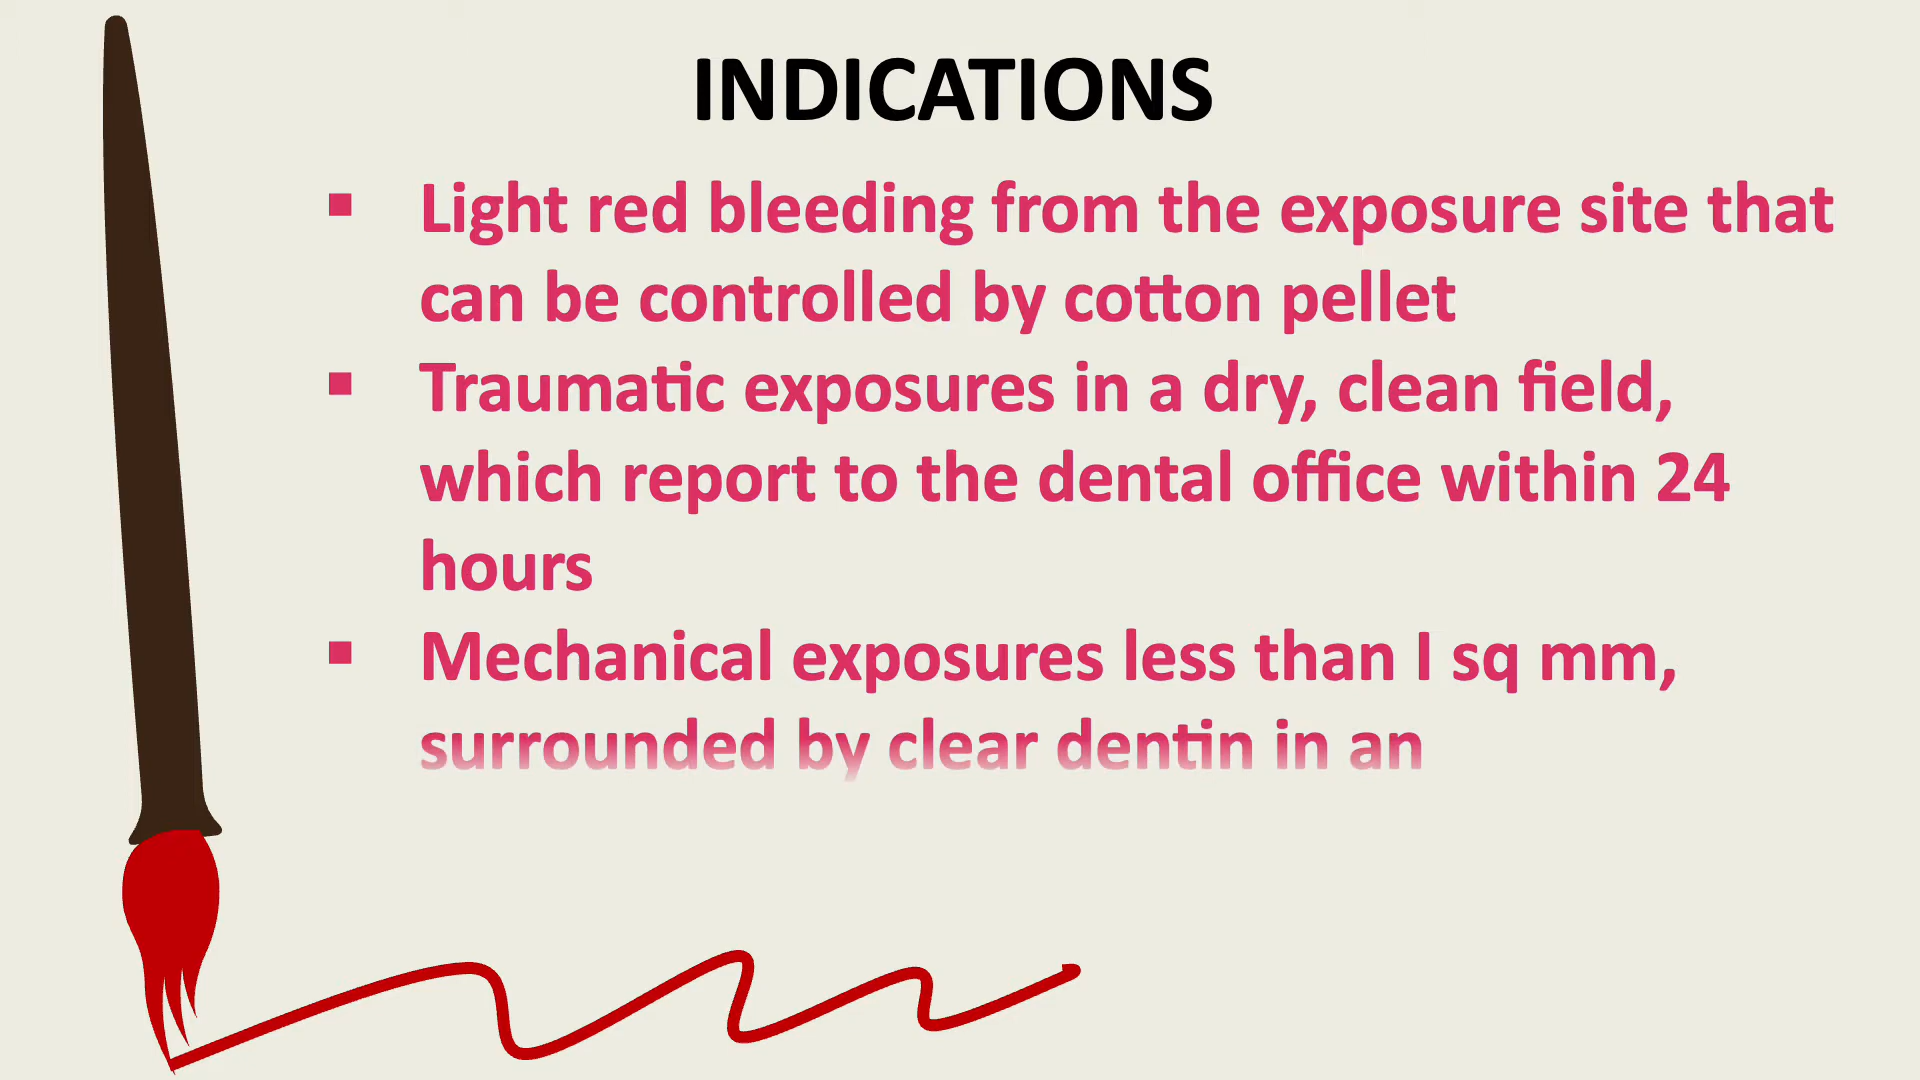 INDICATIONS
▪ Light red bleeding from the exposure site that
can be controlled by cotton pellet
▪ Traumatic exposures in a dry, clean field,
which report to the dental office within 24
hours
▪ Mechanical exposures less than I sq mm,
surrounded by clear dentin in an